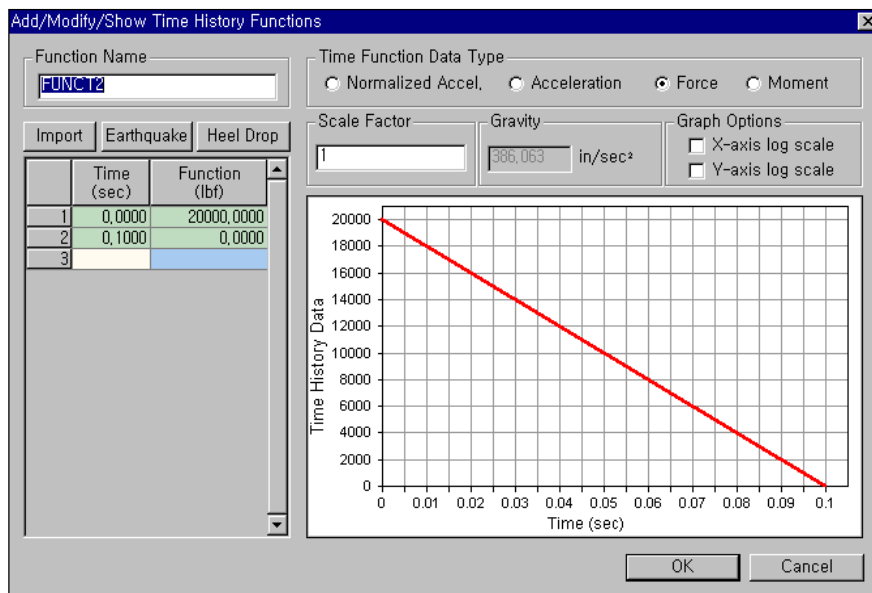 Add/Modify/Show Time History Functions
Function Name
FUNCT2
Time Function Data Type
Normalized Accel, Acceleration Force Moment
Import Earthquake Heel Drop
Scale Factor
1
Gravity
386,063 in/sec²
Graph Options
X-axis log scale
Y-axis log scale
Time (sec) Function (lbf)
1 0,0000 20000,0000
2 0,1000 0,0000
3
Time History Data
20000
18000
16000
14000
12000
10000
8000
6000
4000
2000
0
0 0.01 0.02 0.03 0.04 0.05 0.06 0.07 0.08 0.09 0.1
Time (sec)
OK Cancel